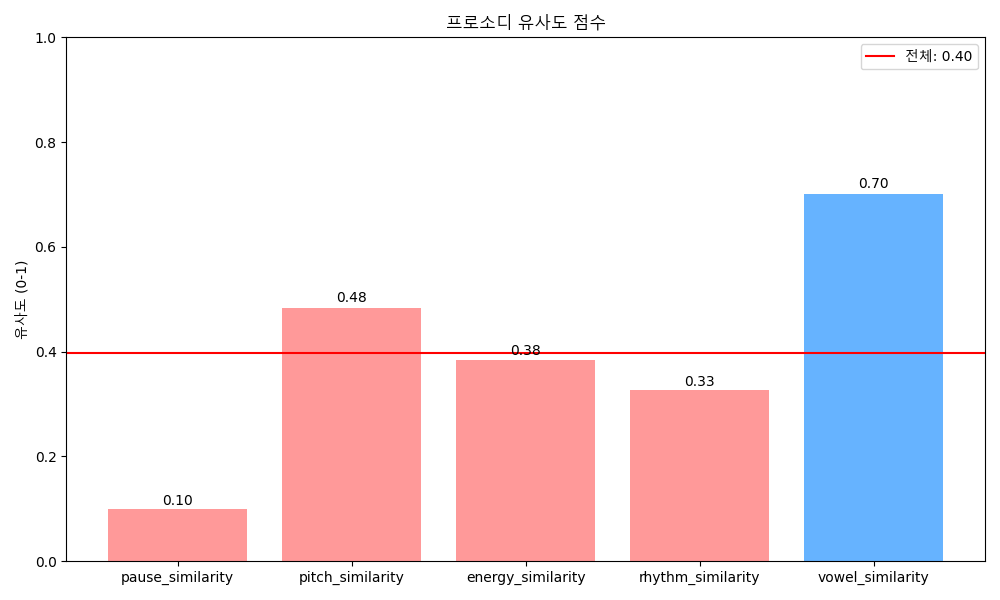 프로소디 유사도 점수
전체: 0.40
유사도 (0-1)
1.0
0.8
0.6
0.4
0.2
0.0
0.10
0.48
0.38
0.33
0.70
pause_similarity
pitch_similarity
energy_similarity
rhythm_similarity
vowel_similarity